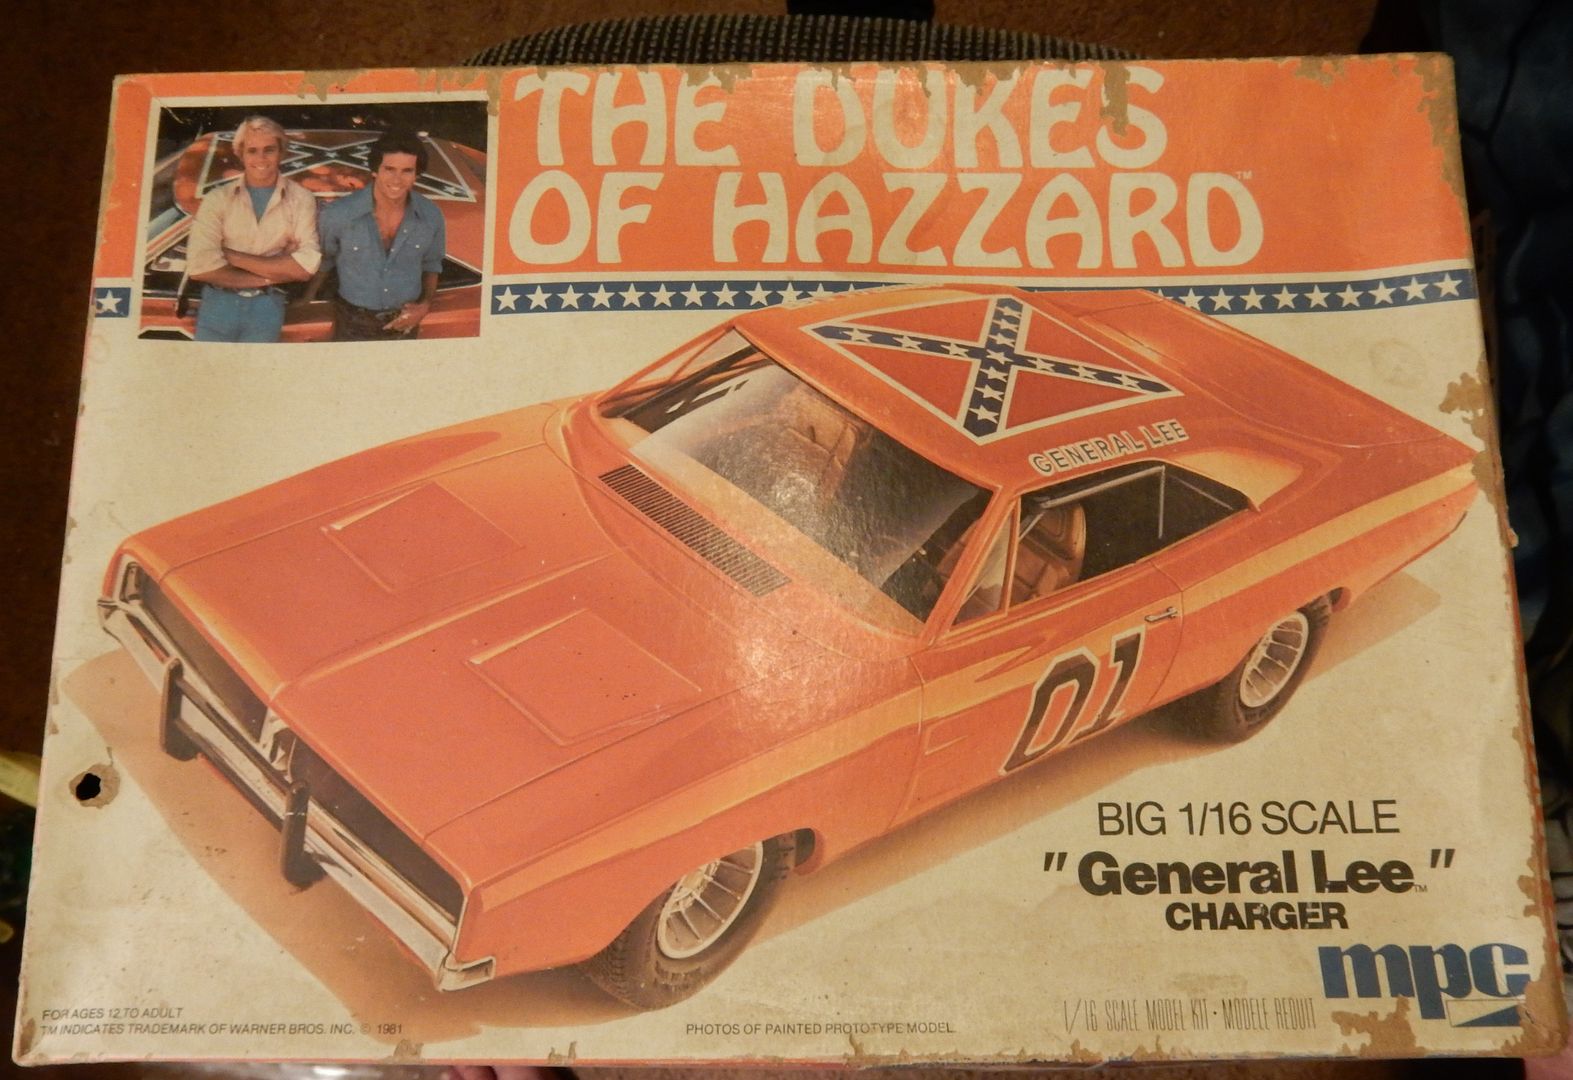 THE DUKES
OF HAZZARD™
GENERAL LEE
01
BIG 1/16 SCALE
"General Lee™"
CHARGER
mpc
1/16 SCALE MODEL KIT • MODELE REDUIT
FOR AGES 12 TO ADULT
TM INDICATES TRADEMARK OF WARNER BROS. INC. © 1981
PHOTOS OF PAINTED PROTOTYPE MODEL.